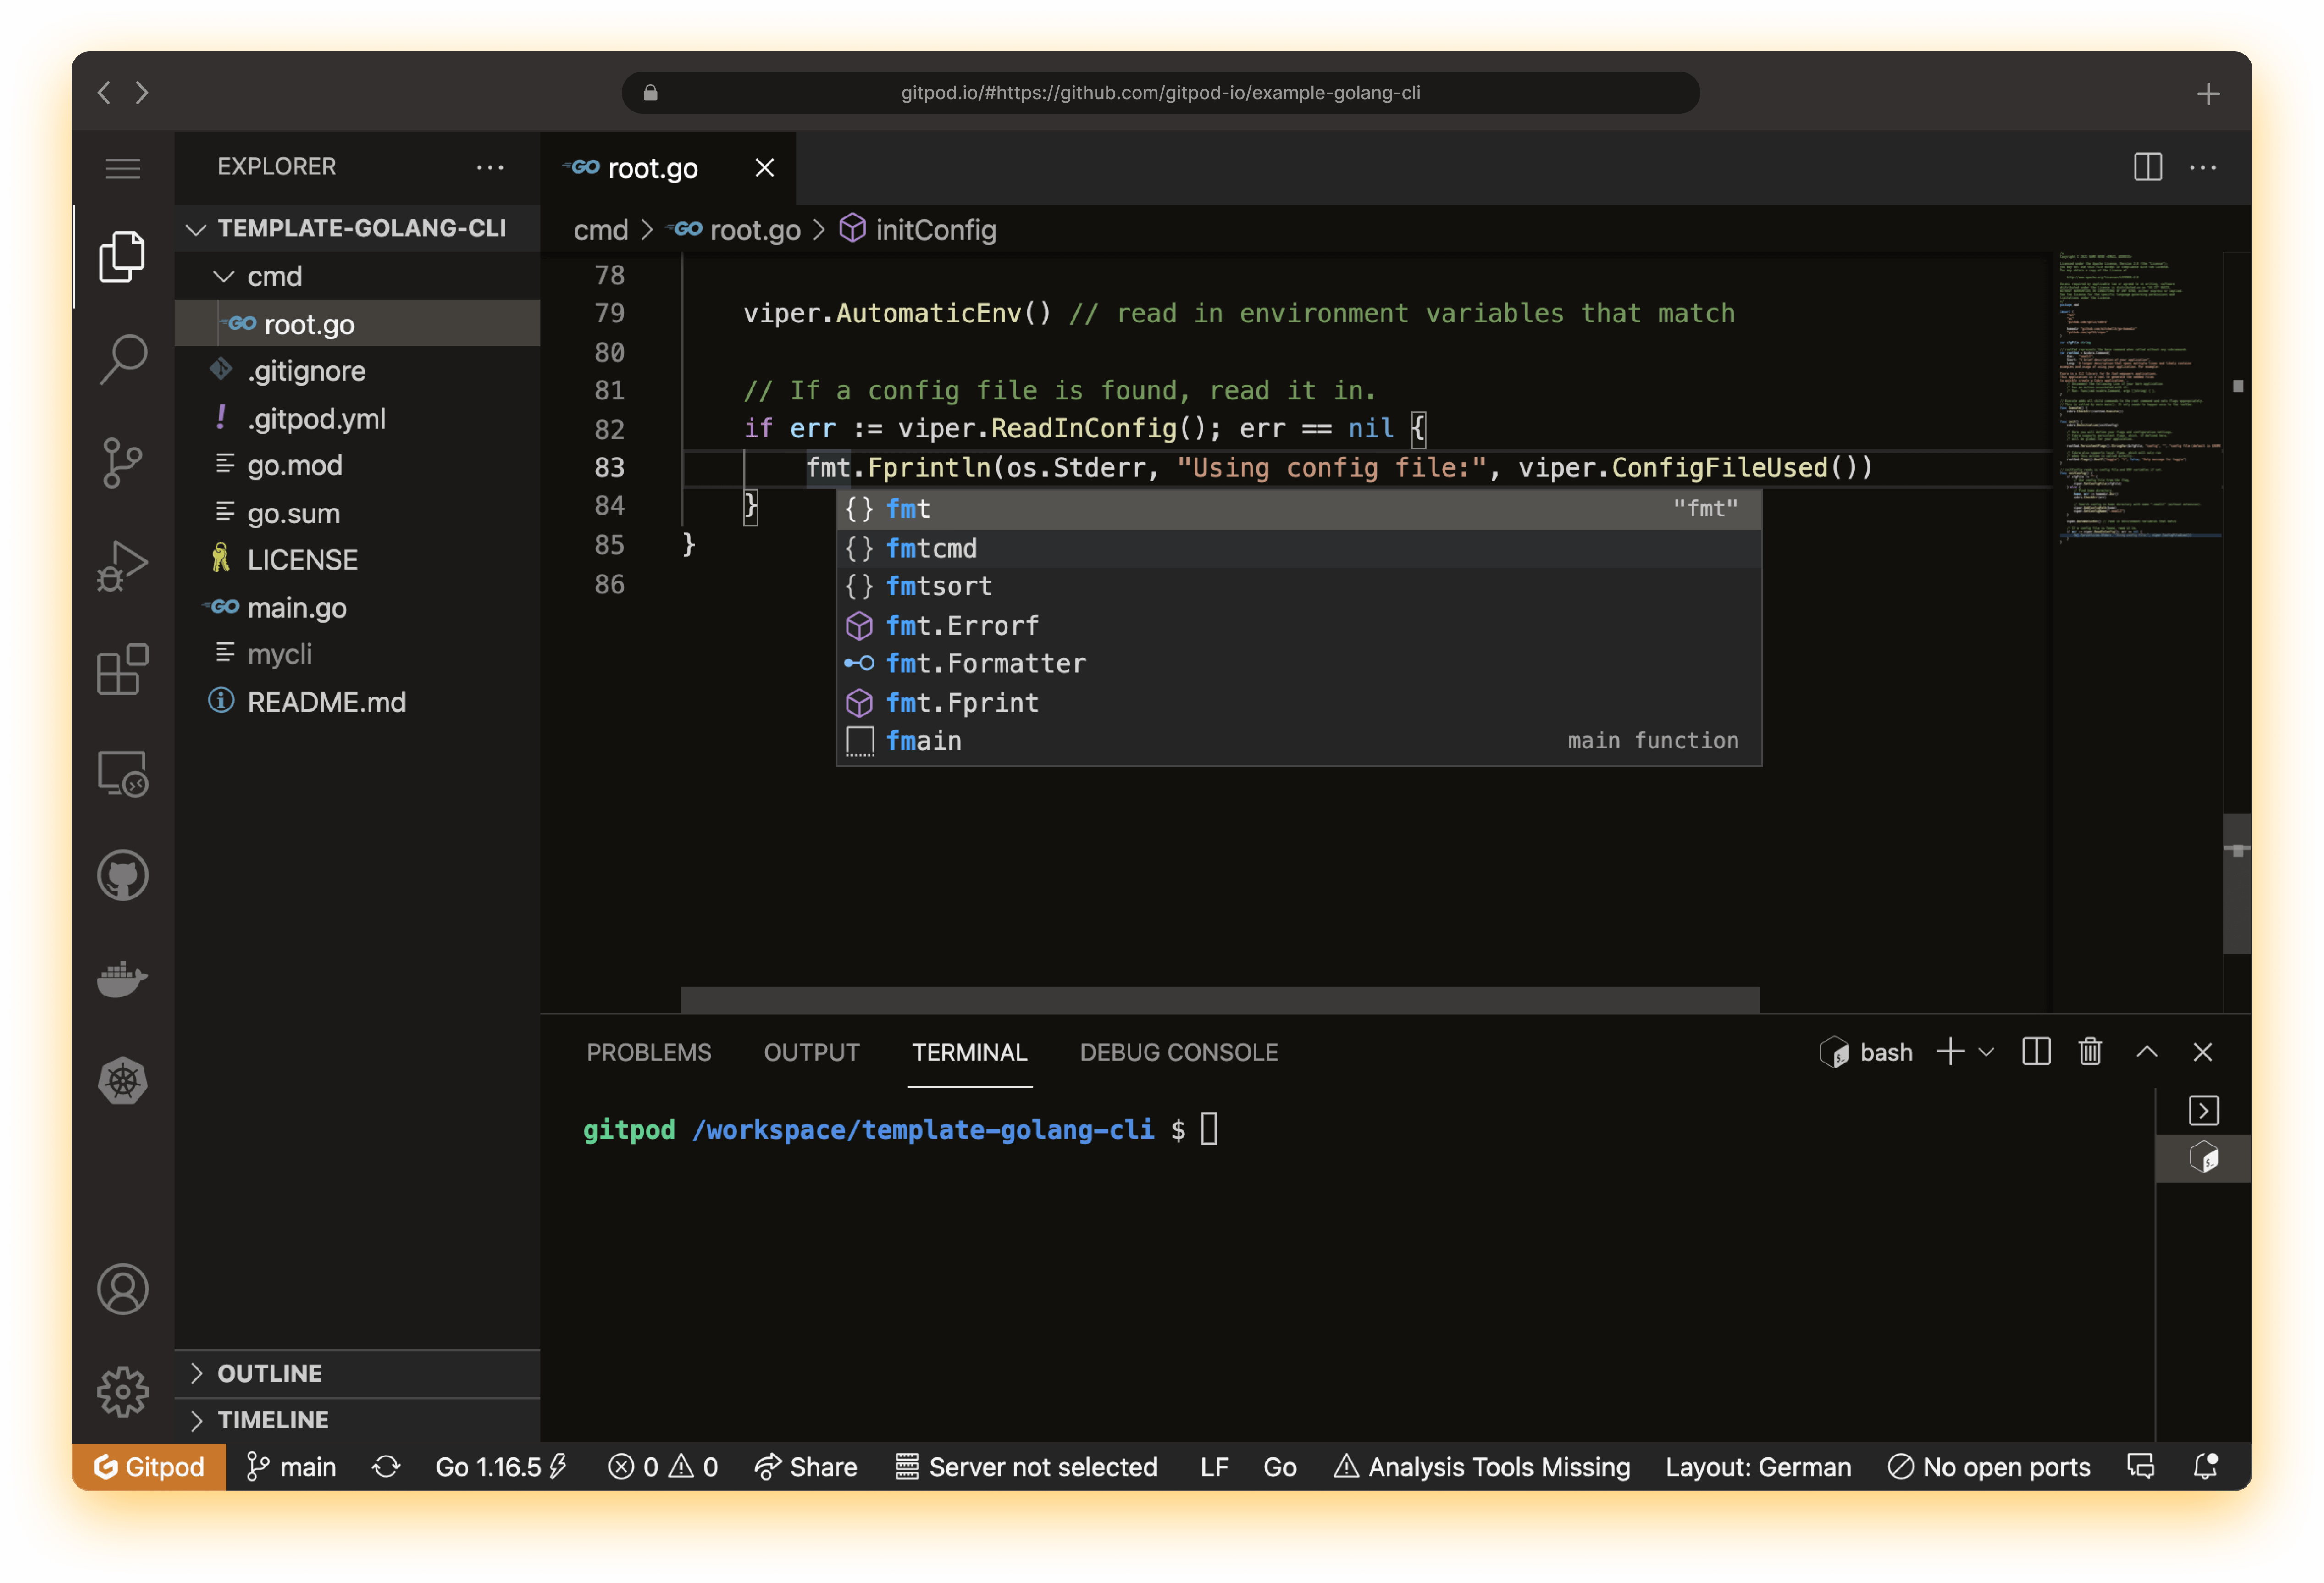 gitpod.io/#https://github.com/gitpod-io/example-golang-cli
EXPLORER
TEMPLATE-GOLANG-CLI
cmd
GO root.go
.gitignore
! .gitpod.yml
go.mod
go.sum
LICENSE
GO main.go
mycli
README.md
OUTLINE
TIMELINE
GO root.go
cmd > GO root.go > initConfig
78
79 viper.AutomaticEnv() // read in environment variables that match
80
81 // If a config file is found, read it in.
82 if err := viper.ReadInConfig(); err == nil {
83 fmt.Fprintln(os.Stderr, "Using config file:", viper.ConfigFileUsed())
84 }
85 }
86
{} fmt "fmt"
{} fmtcmd
{} fmtsort
fmt.Errorf
fmt.Formatter
fmt.Fprint
fmain main function
PROBLEMS OUTPUT TERMINAL DEBUG CONSOLE
bash
gitpod /workspace/template-golang-cli $
Gitpod main Go 1.16.5 0 0 Share Server not selected LF Go Analysis Tools Missing Layout: German No open ports